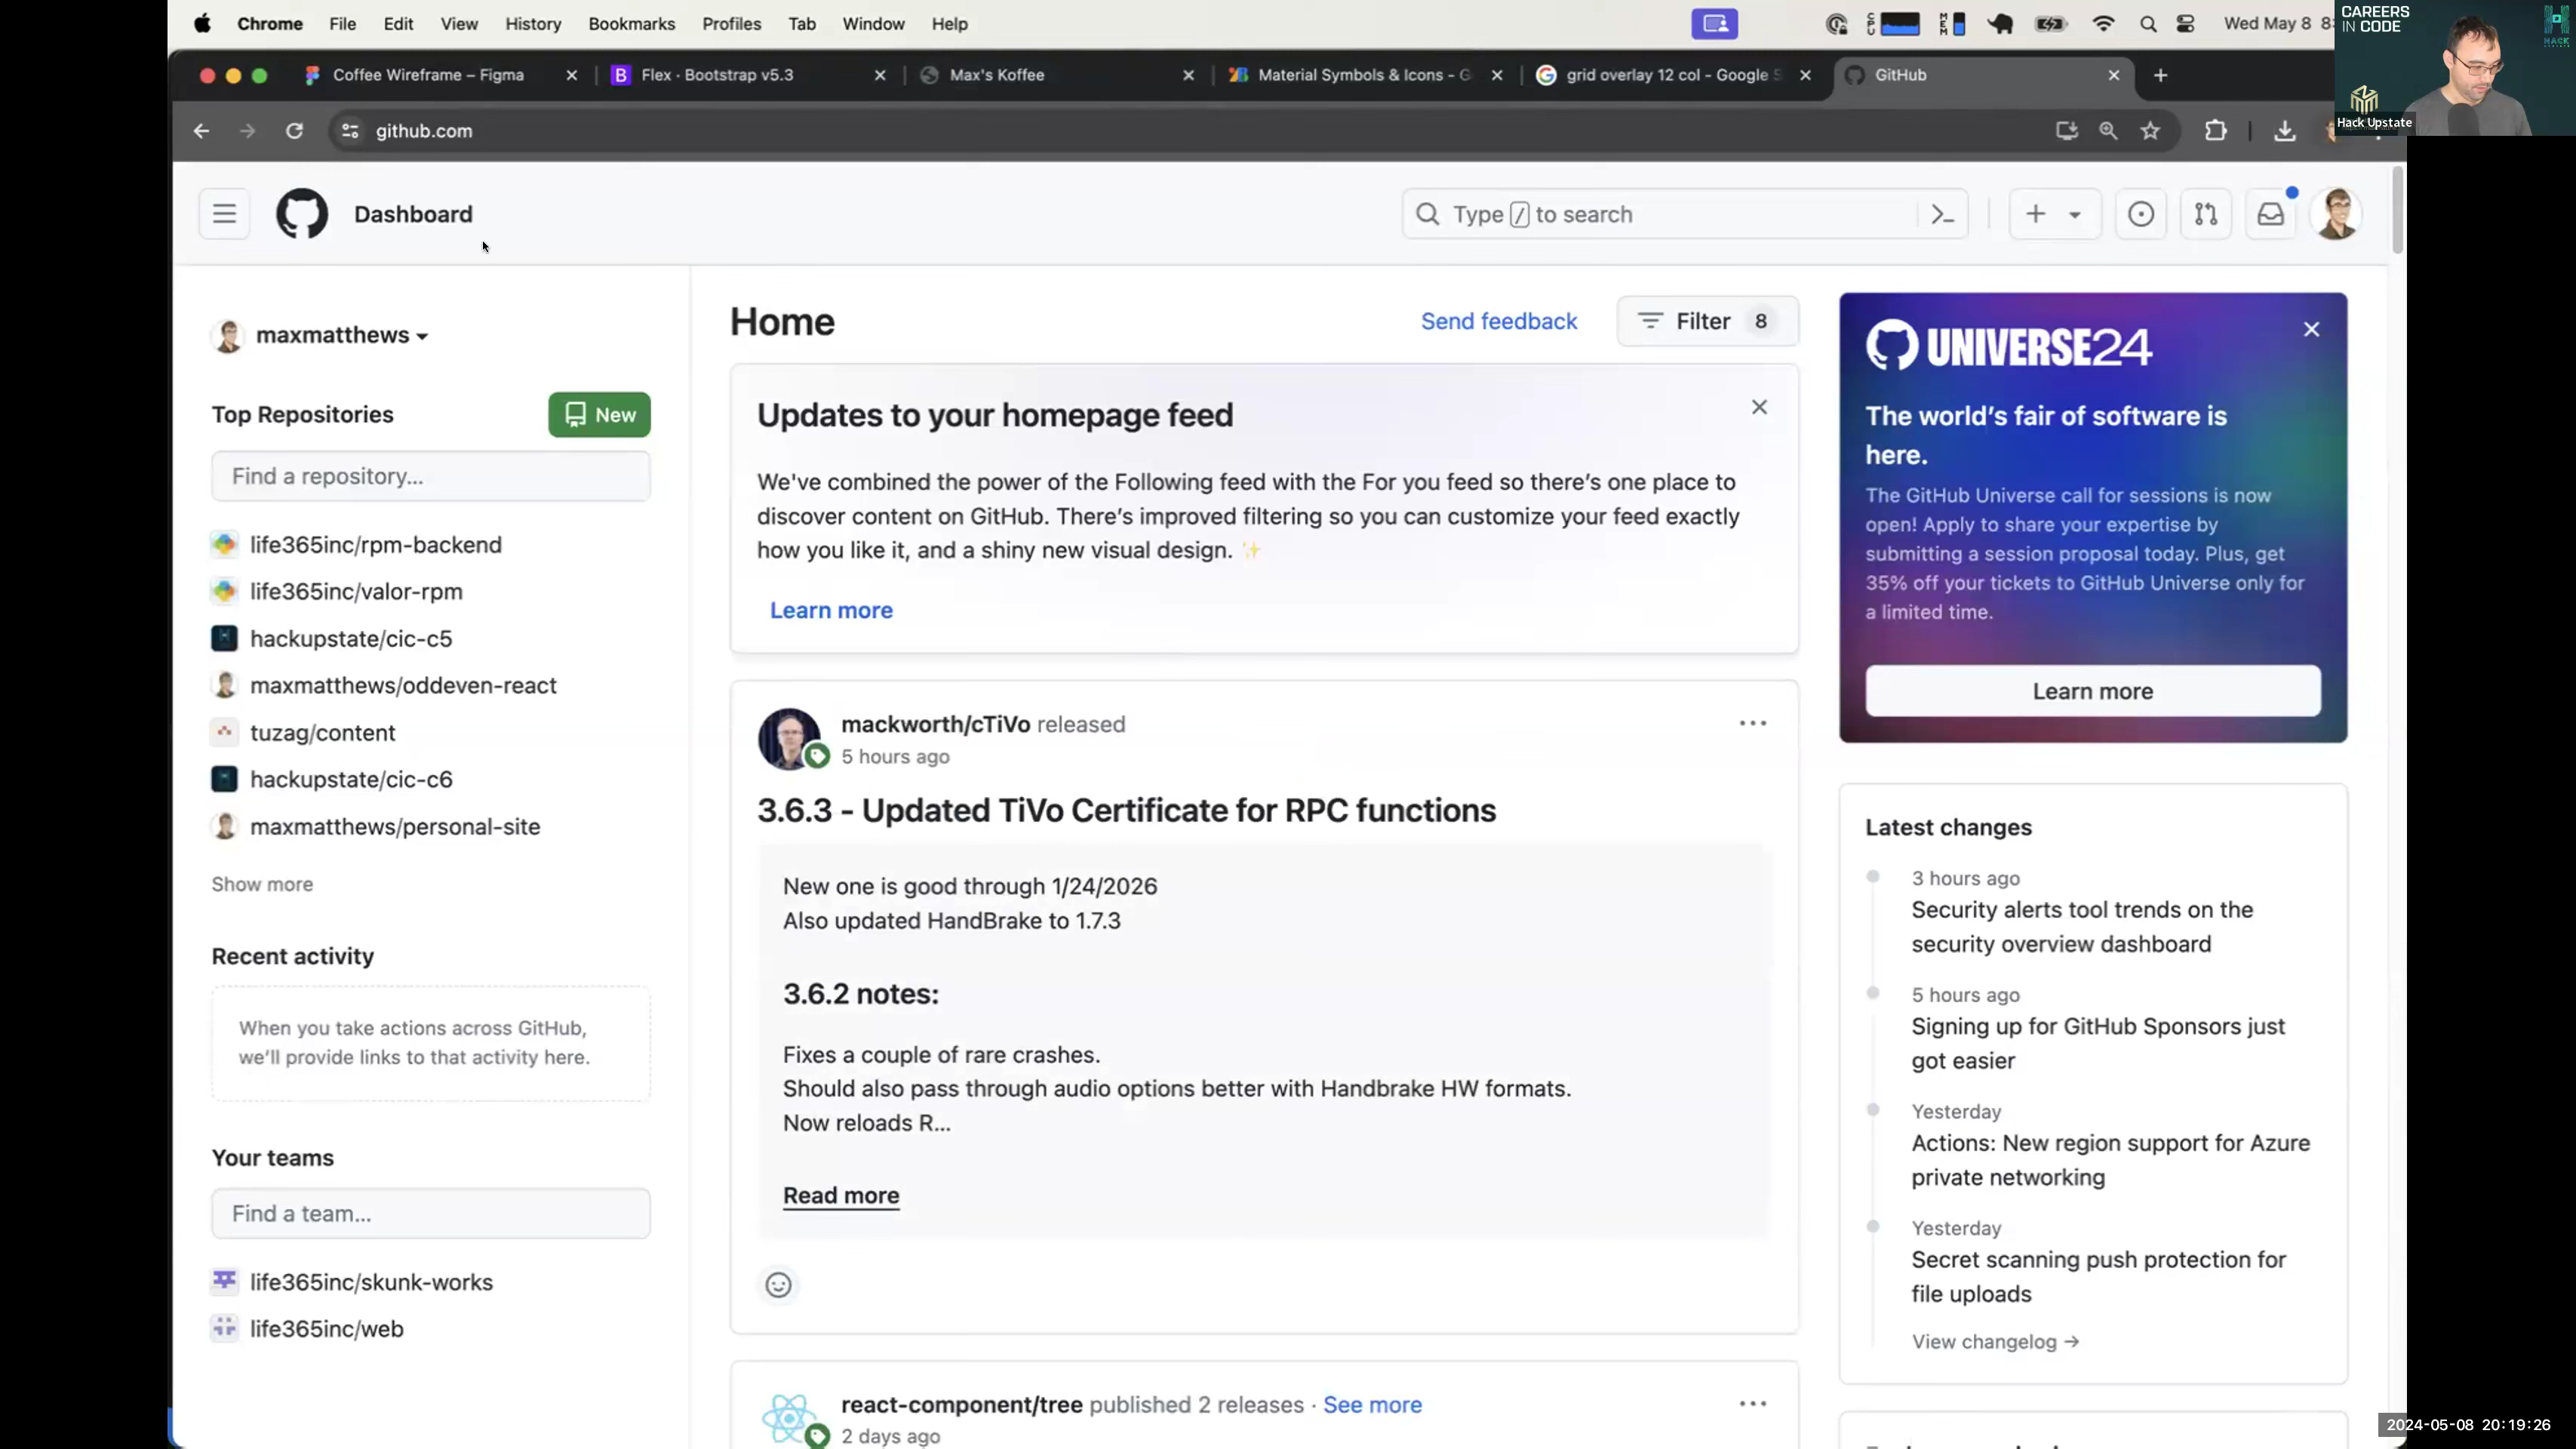 Chrome File Edit View History Bookmarks Profiles Tab Window Help
CPU MEM Wed May 8 8
CAREERS
IN CODE
HACK
Hack Upstate
Coffee Wireframe – Figma
Flex · Bootstrap v5.3
Max's Koffee
Material Symbols & Icons - G
grid overlay 12 col - Google S
GitHub
github.com
Dashboard
Type / to search
maxmatthews
Top Repositories
New
Find a repository...
life365inc/rpm-backend
life365inc/valor-rpm
hackupstate/cic-c5
maxmatthews/oddeven-react
tuzag/content
hackupstate/cic-c6
maxmatthews/personal-site
Show more
Recent activity
When you take actions across GitHub,
we'll provide links to that activity here.
Your teams
Find a team...
life365inc/skunk-works
life365inc/web
Home
Send feedback
Filter 8
Updates to your homepage feed
We've combined the power of the Following feed with the For you feed so there's one place to
discover content on GitHub. There's improved filtering so you can customize your feed exactly
how you like it, and a shiny new visual design. ✨
Learn more
mackworth/cTiVo released
5 hours ago
3.6.3 - Updated TiVo Certificate for RPC functions
New one is good through 1/24/2026
Also updated HandBrake to 1.7.3
3.6.2 notes:
Fixes a couple of rare crashes.
Should also pass through audio options better with Handbrake HW formats.
Now reloads R...
Read more
react-component/tree published 2 releases · See more
2 days ago
UNIVERSE24
The world's fair of software is
here.
The GitHub Universe call for sessions is now
open! Apply to share your expertise by
submitting a session proposal today. Plus, get
35% off your tickets to GitHub Universe only for
a limited time.
Learn more
Latest changes
3 hours ago
Security alerts tool trends on the
security overview dashboard
5 hours ago
Signing up for GitHub Sponsors just
got easier
Yesterday
Actions: New region support for Azure
private networking
Yesterday
Secret scanning push protection for
file uploads
View changelog →
2024-05-08 20:19:26